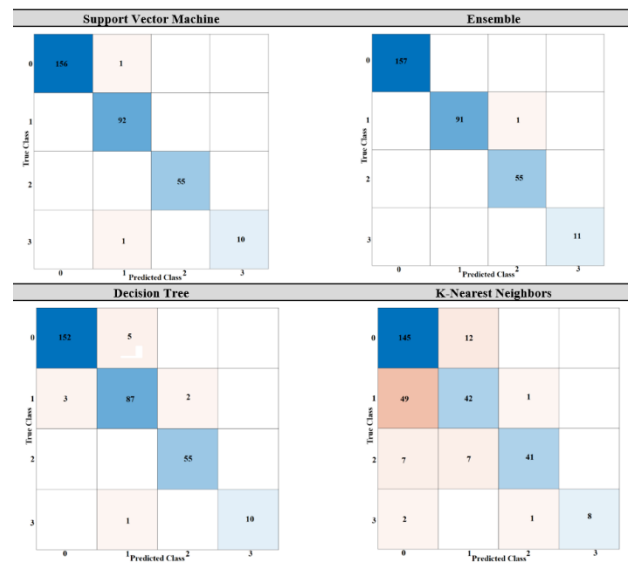 Support Vector Machine
Ensemble
0 156 1
1 92
2 55
3 1 10
True Class
0 1 2 3
Predicted Class
0 157
1 91 1
2 55
3 11
True Class
0 1 2 3
Predicted Class
Decision Tree
K-Nearest Neighbors
0 152 5
1 3 87 2
2 55
3 1 10
True Class
0 1 2 3
Predicted Class
0 145 12
1 49 42 1
2 7 7 41
3 2 1 8
True Class
0 1 2 3
Predicted Class